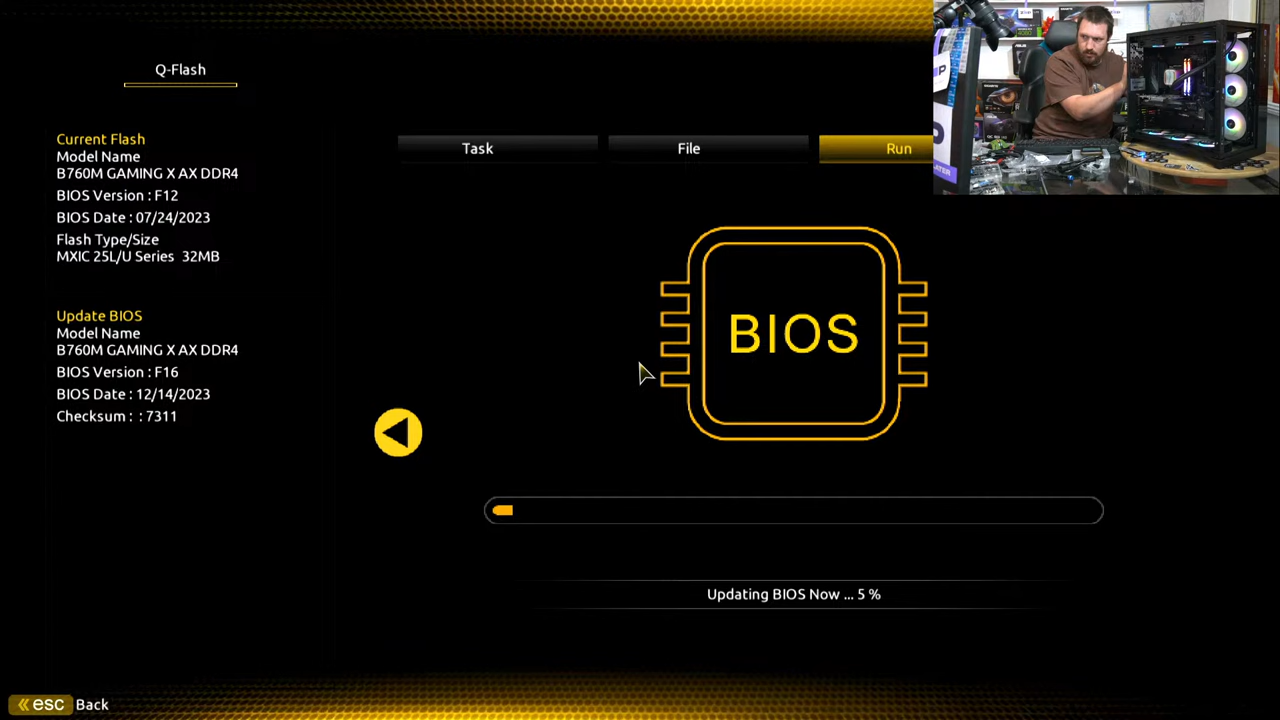 Q-Flash
Current Flash
Model Name
B760M GAMING X AX DDR4
BIOS Version : F12
BIOS Date : 07/24/2023
Flash Type/Size
MXIC 25L/U Series 32MB
Update BIOS
Model Name
B760M GAMING X AX DDR4
BIOS Version : F16
BIOS Date : 12/14/2023
Checksum : : 7311
Task
File
Run
BIOS
Updating BIOS Now ... 5 %
esc Back